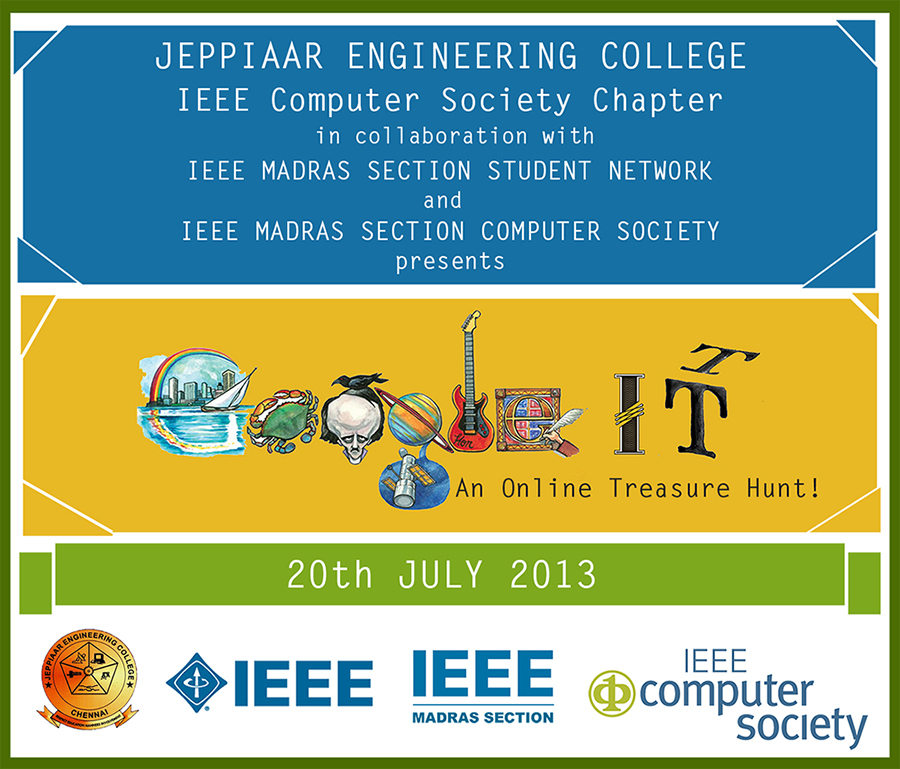 JEPPIAAR ENGINEERING COLLEGE
IEEE Computer Society Chapter
in collaboration with
IEEE MADRAS SECTION STUDENT NETWORK
and
IEEE MADRAS SECTION COMPUTER SOCIETY
presents
Google IT
An Online Treasure Hunt!
20th JULY 2013
JEPPIAAR ENGINEERING COLLEGE
CHENNAI
IEEE
IEEE
MADRAS SECTION
IEEE
computer
society